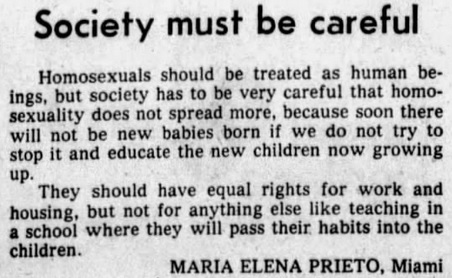 Society must be careful
Homosexuals should be treated as human be-
ings, but society has to be very careful that homo-
sexuality does not spread more, because soon there
will not be new babies born if we do not try to
stop it and educate the new children now growing
up.
They should have equal rights for work and
housing, but not for anything else like teaching in
a school where they will pass their habits into the
children.
MARIA ELENA PRIETO, Miami